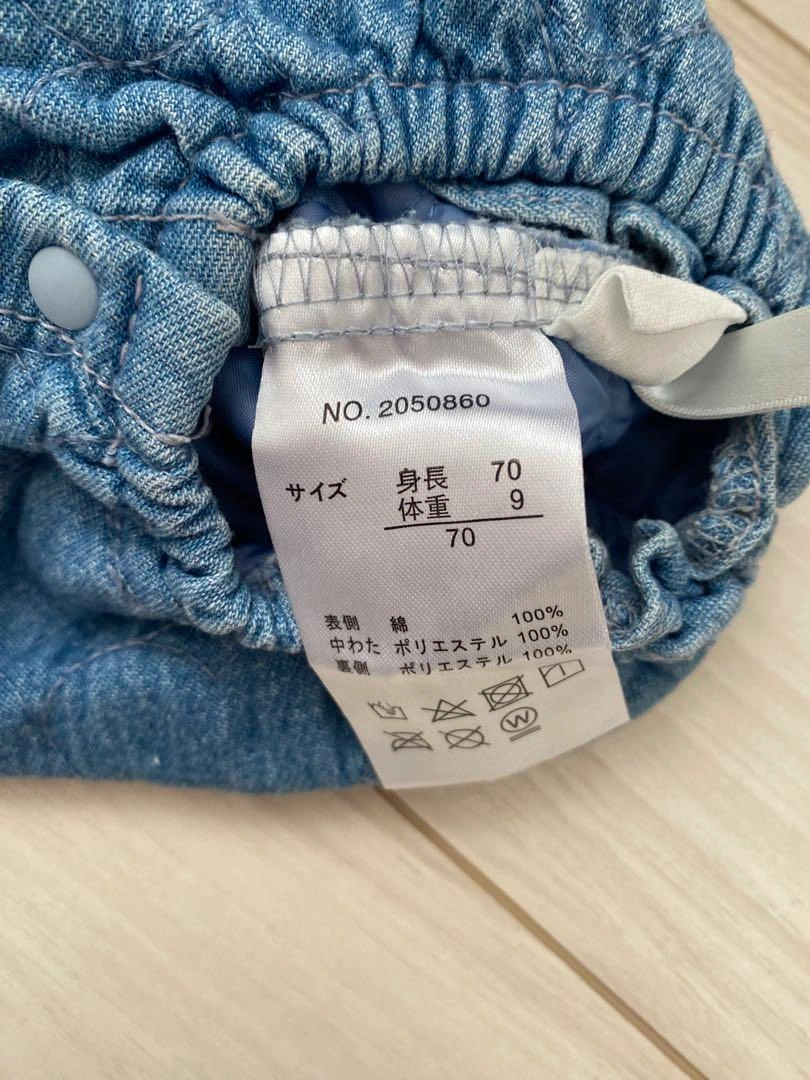 NO. 2050860
サイズ 身長 70
体重 9
70
表側 綿 100%
中わた ポリエステル 100%
裏側 ポリエステル 100%
W